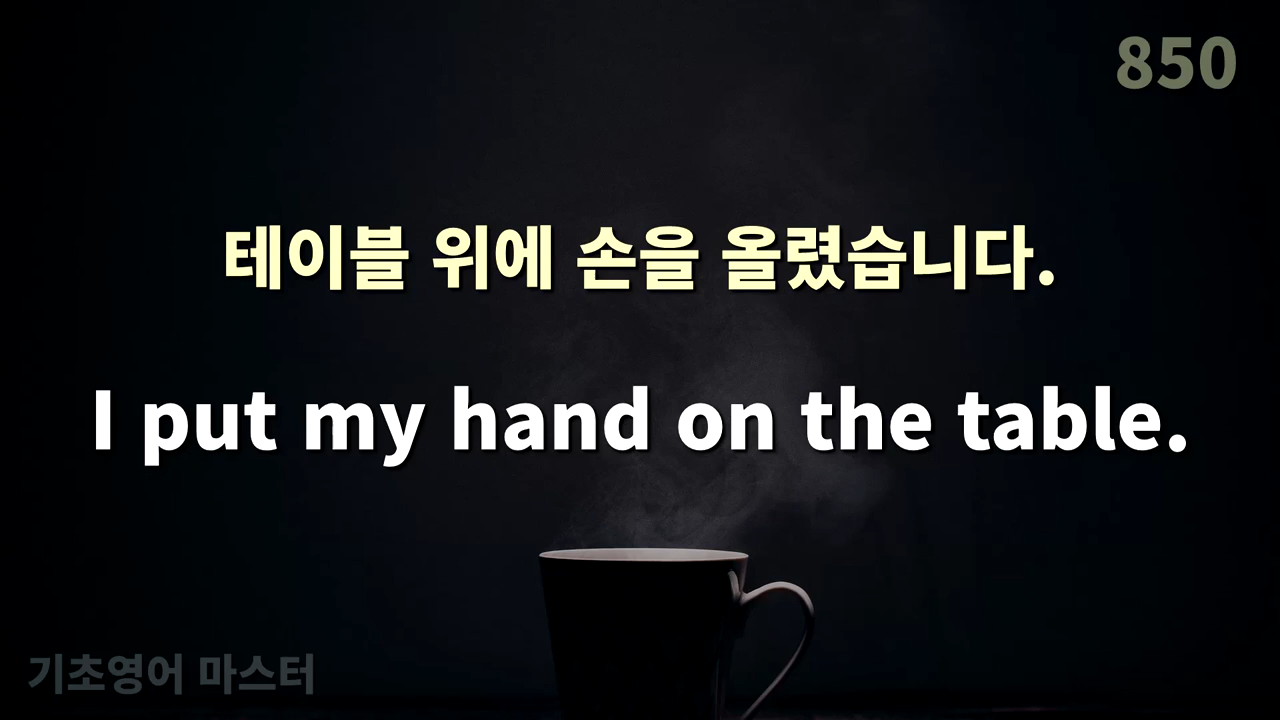 850
테이블 위에 손을 올렸습니다.
I put my hand on the table.
기초영어 마스터